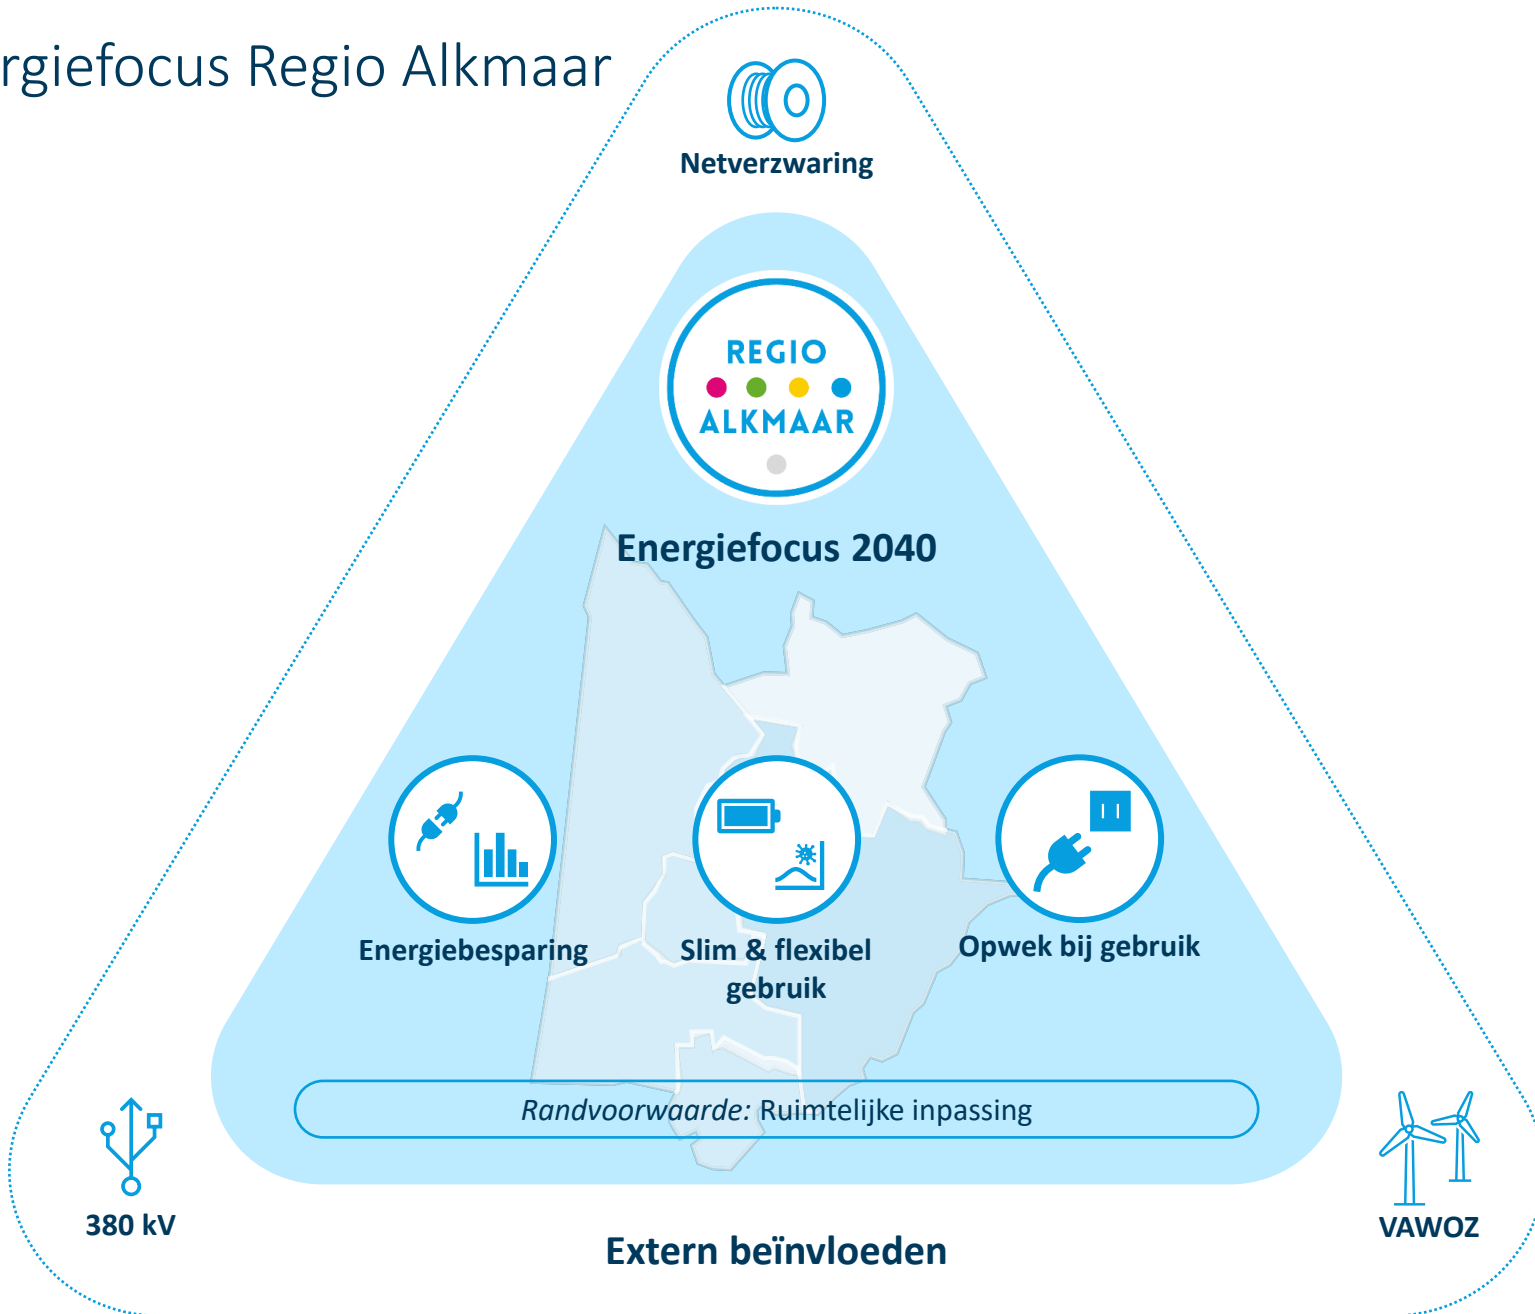 rgiefocus Regio Alkmaar
Netverzwaring
REGIO
ALKMAAR
Energiefocus 2040
Energiebesparing
Slim & flexibel
gebruik
Opwek bij gebruik
Randvoorwaarde: Ruimtelijke inpassing
380 kV
VAWOZ
Extern beïnvloeden